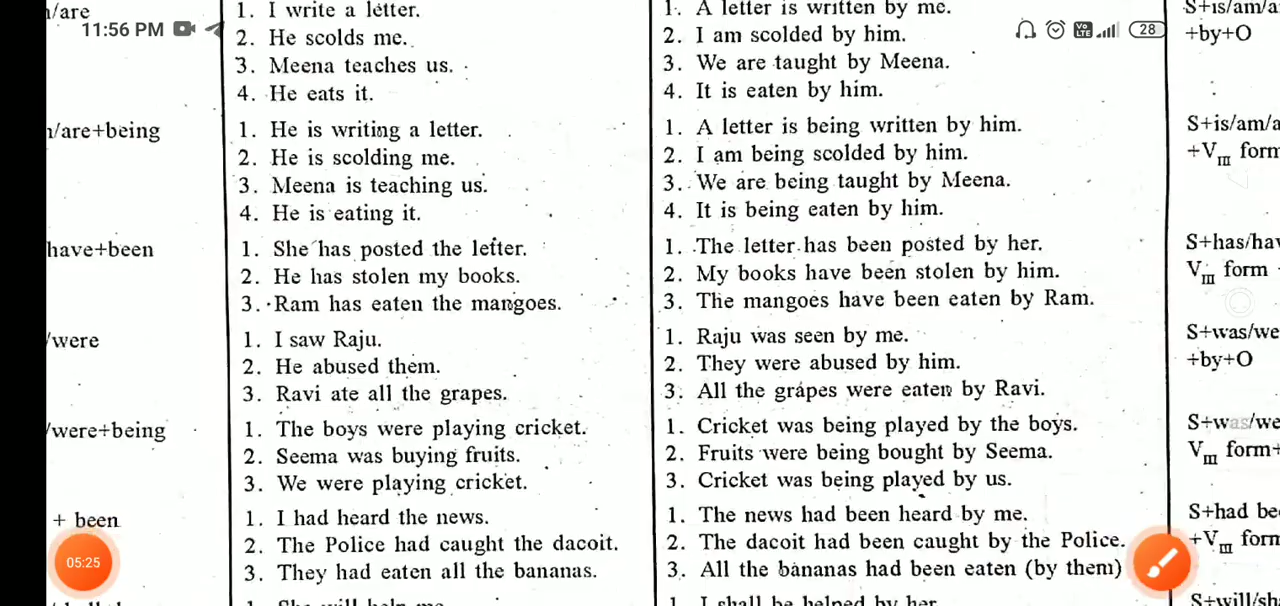 /are
1. I write a letter.
1. A letter is written by me.
S+is/am/a
11:56 PM
28
2. He scolds me.
2. I am scolded by him.
+by+O
3. Meena teaches us.
3. We are taught by Meena.
4. He eats it.
4. It is eaten by him.
/are+being
1. He is writing a letter.
1. A letter is being written by him.
S+is/am/a
2. He is scolding me.
2. I am being scolded by him.
+VIII form
3. Meena is teaching us.
3. We are being taught by Meena.
4. He is eating it.
4. It is being eaten by him.
have+been
1. She has posted the letter.
1. The letter has been posted by her.
S+has/hav
2. He has stolen my books.
2. My books have been stolen by him.
VIII form
3. Ram has eaten the mangoes.
3. The mangoes have been eaten by Ram.
/were
1. I saw Raju.
1. Raju was seen by me.
S+was/we
2. He abused them.
2. They were abused by him.
+by+O
3. Ravi ate all the grapes.
3. All the grapes were eaten by Ravi.
/were+being
1. The boys were playing cricket.
1. Cricket was being played by the boys.
S+was/we
2. Seema was buying fruits.
2. Fruits were being bought by Seema.
VIII form+
3. We were playing cricket.
3. Cricket was being played by us.
+ been
1. I had heard the news.
1. The news had been heard by me.
S+had be
2. The Police had caught the dacoit.
2. The dacoit had been caught by the Police.
+VIII form
05:25
3. They had eaten all the bananas.
3. All the bananas had been eaten (by them)
1. She will help me
1. I shall be helped by her
S+will/sh